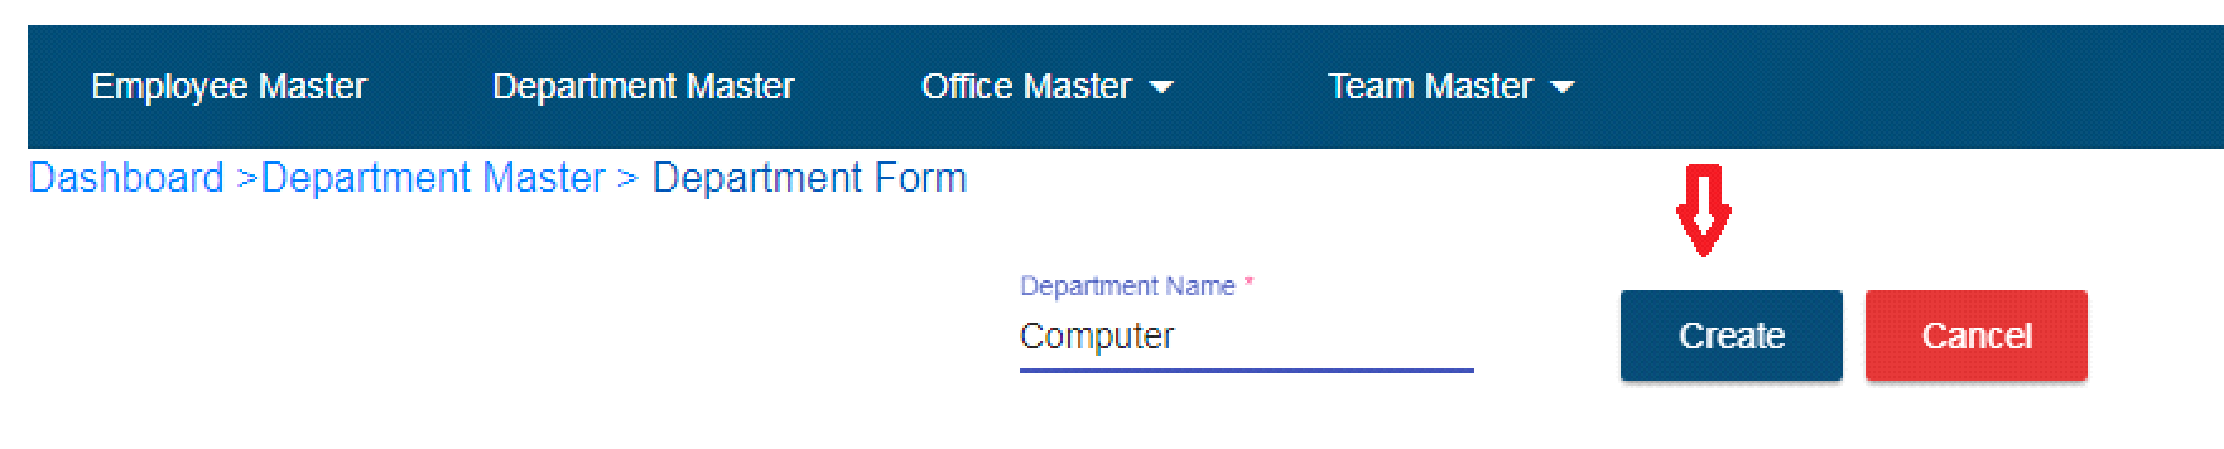 Employee Master Department Master Office Master Team Master
Dashboard >Department Master > Department Form
Department Name *
Computer
Create Cancel